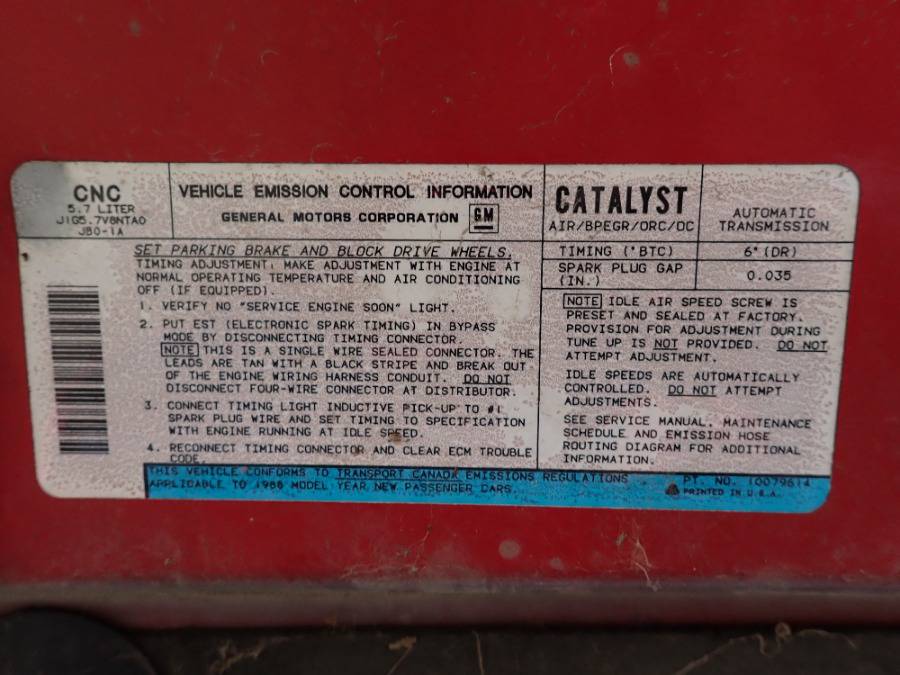 CNC
5.7 LITER
J1G5.7V8NTA0
JB0-1A
VEHICLE EMISSION CONTROL INFORMATION
GENERAL MOTORS CORPORATION GM
CATALYST
AIR/BPEGR/ORC/OC
AUTOMATIC
TRANSMISSION
SET PARKING BRAKE AND BLOCK DRIVE WHEELS.
TIMING ADJUSTMENT: MAKE ADJUSTMENT WITH ENGINE AT
NORMAL OPERATING TEMPERATURE AND AIR CONDITIONING
OFF (IF EQUIPPED).
1. VERIFY NO "SERVICE ENGINE SOON" LIGHT.
2. PUT EST (ELECTRONIC SPARK TIMING) IN BYPASS
MODE BY DISCONNECTING TIMING CONNECTOR.
NOTE THIS IS A SINGLE WIRE SEALED CONNECTOR. THE
LEADS ARE TAN WITH A BLACK STRIPE AND BREAK OUT
OF THE ENGINE WIRING HARNESS CONDUIT. DO NOT
DISCONNECT FOUR-WIRE CONNECTOR AT DISTRIBUTOR.
3. CONNECT TIMING LIGHT INDUCTIVE PICK-UP TO #1
SPARK PLUG WIRE AND SET TIMING TO SPECIFICATION
WITH ENGINE RUNNING AT IDLE SPEED.
4. RECONNECT TIMING CONNECTOR AND CLEAR ECM TROUBLE
CODE.
TIMING (°BTC) 6° (DR)
SPARK PLUG GAP
(IN.) 0.035
NOTE IDLE AIR SPEED SCREW IS
PRESET AND SEALED AT FACTORY.
PROVISION FOR ADJUSTMENT DURING
TUNE UP IS NOT PROVIDED. DO NOT
ATTEMPT ADJUSTMENT.
IDLE SPEEDS ARE AUTOMATICALLY
CONTROLLED. DO NOT ATTEMPT
ADJUSTMENTS.
SEE SERVICE MANUAL, MAINTENANCE
SCHEDULE AND EMISSION HOSE
ROUTING DIAGRAM FOR ADDITIONAL
INFORMATION.
THIS VEHICLE CONFORMS TO TRANSPORT CANADA EMISSIONS REGULATIONS
APPLICABLE TO 1988 MODEL YEAR NEW PASSENGER CARS.
PT. NO. 10079614
PRINTED IN U.S.A.